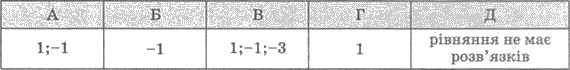 А Б В Г Д
1;–1 –1 1;–1;–3 1 рівняння не має
розв’язків